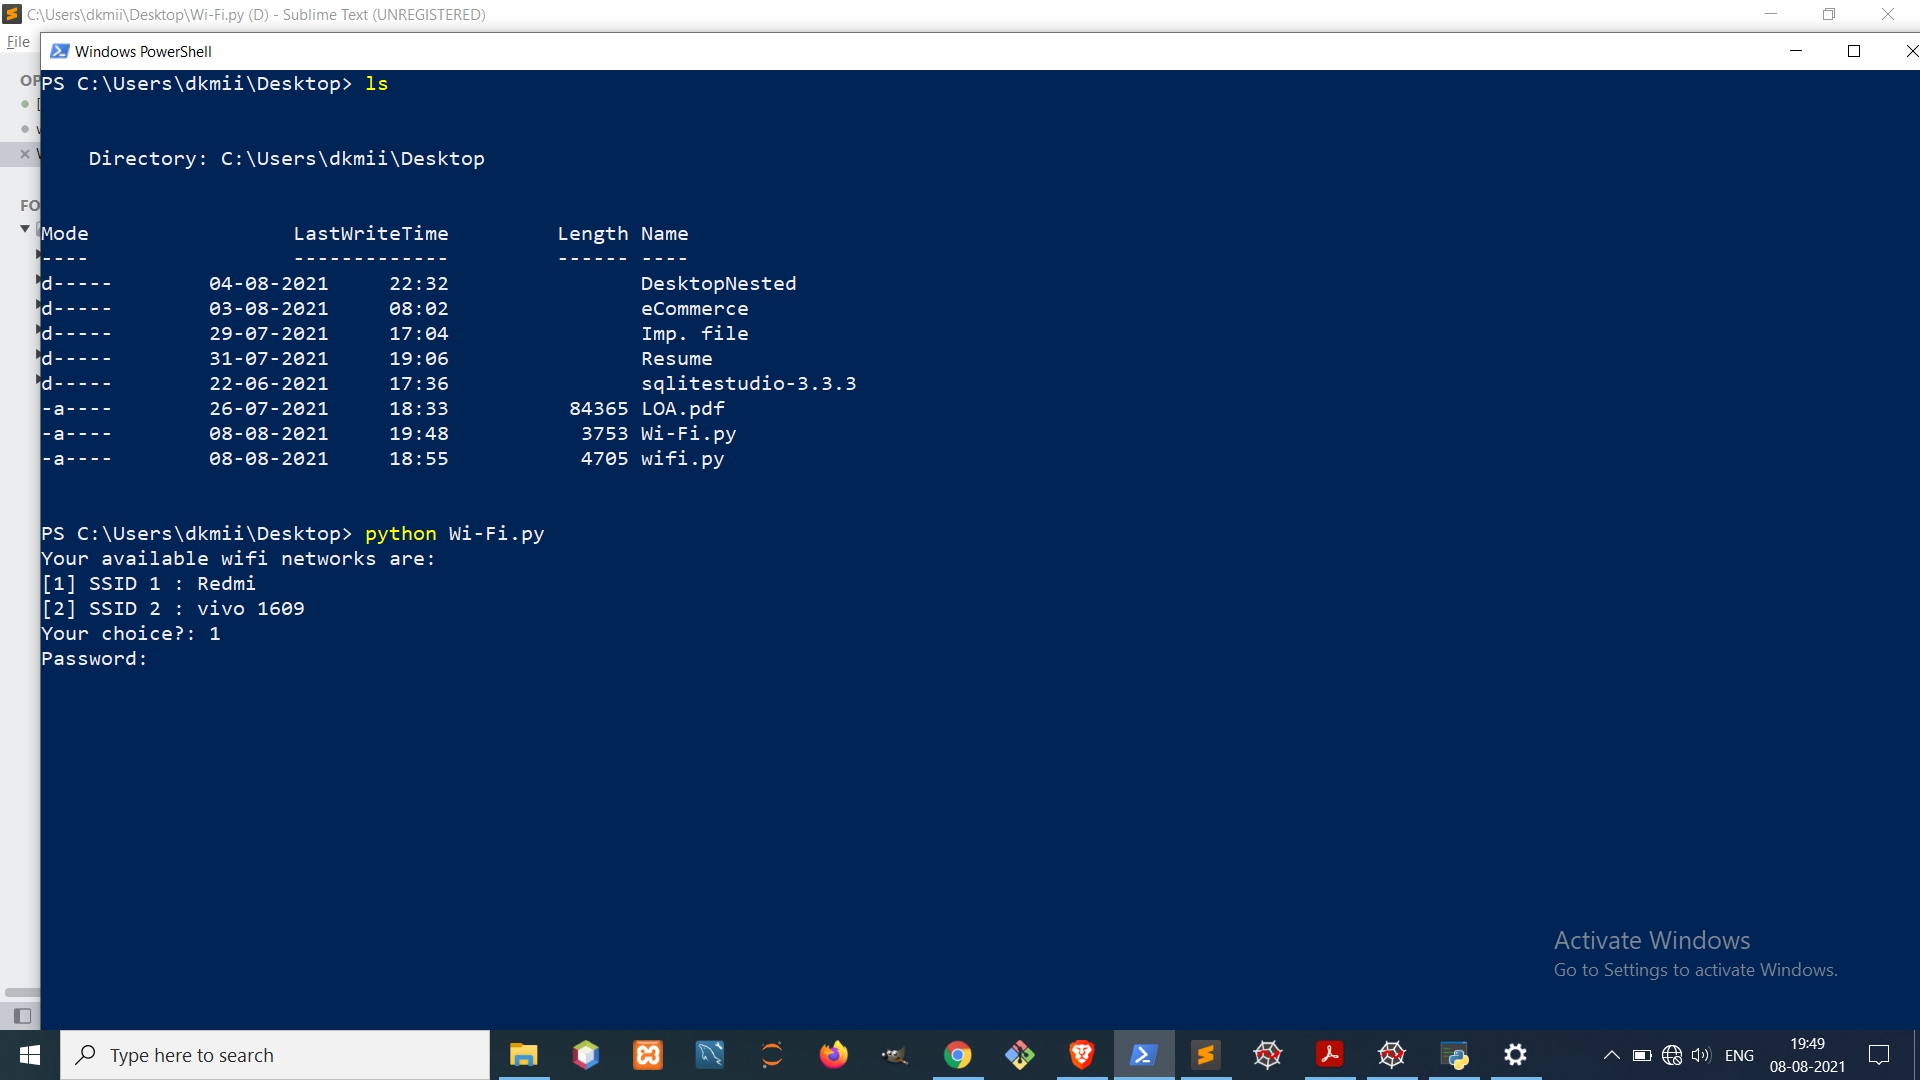 C:\Users\dkmii\Desktop\Wi-Fi.py (D) - Sublime Text (UNREGISTERED)
File
Windows PowerShell
OP
FO
PS C:\Users\dkmii\Desktop> ls
Directory: C:\Users\dkmii\Desktop
Mode LastWriteTime Length Name
---- ------------- ------ ----
d----- 04-08-2021 22:32 DesktopNested
d----- 03-08-2021 08:02 eCommerce
d----- 29-07-2021 17:04 Imp. file
d----- 31-07-2021 19:06 Resume
d----- 22-06-2021 17:36 sqlitestudio-3.3.3
-a---- 26-07-2021 18:33 84365 LOA.pdf
-a---- 08-08-2021 19:48 3753 Wi-Fi.py
-a---- 08-08-2021 18:55 4705 wifi.py
PS C:\Users\dkmii\Desktop> python Wi-Fi.py
Your available wifi networks are:
[1] SSID 1 : Redmi
[2] SSID 2 : vivo 1609
Your choice?: 1
Password:
Activate Windows
Go to Settings to activate Windows.
Type here to search
ENG
19:49
08-08-2021